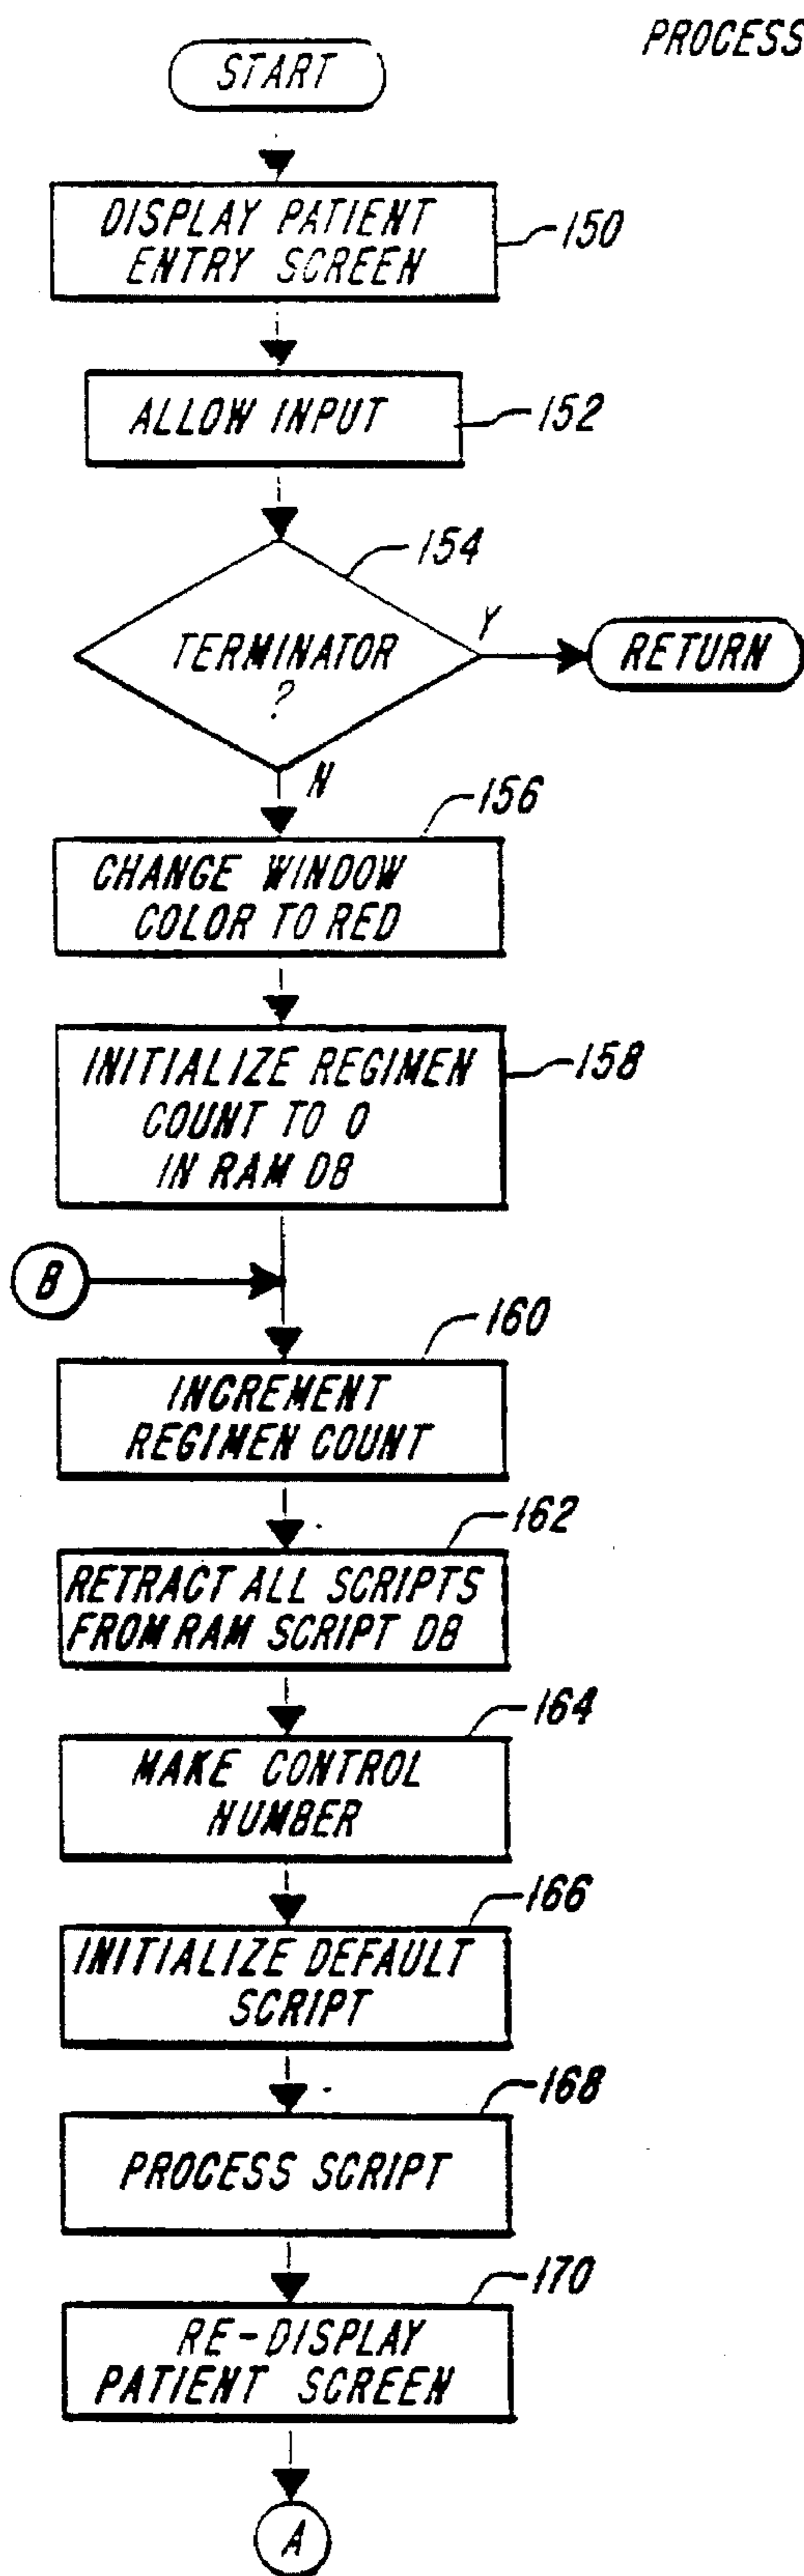 PROCESS
START
DISPLAY PATIENT
ENTRY SCREEN
150
ALLOW INPUT
152
154
TERMINATOR
?
Y
RETURN
N
156
CHANGE WINDOW
COLOR TO RED
INITIALIZE REGIMEN
COUNT TO 0
IN RAM DB
158
B
160
INCREMENT
REGIMEN COUNT
162
RETRACT ALL SCRIPTS
FROM RAM SCRIPT DB
164
MAKE CONTROL
NUMBER
166
INITIALIZE DEFAULT
SCRIPT
168
PROCESS SCRIPT
170
RE-DISPLAY
PATIENT SCREEN
A